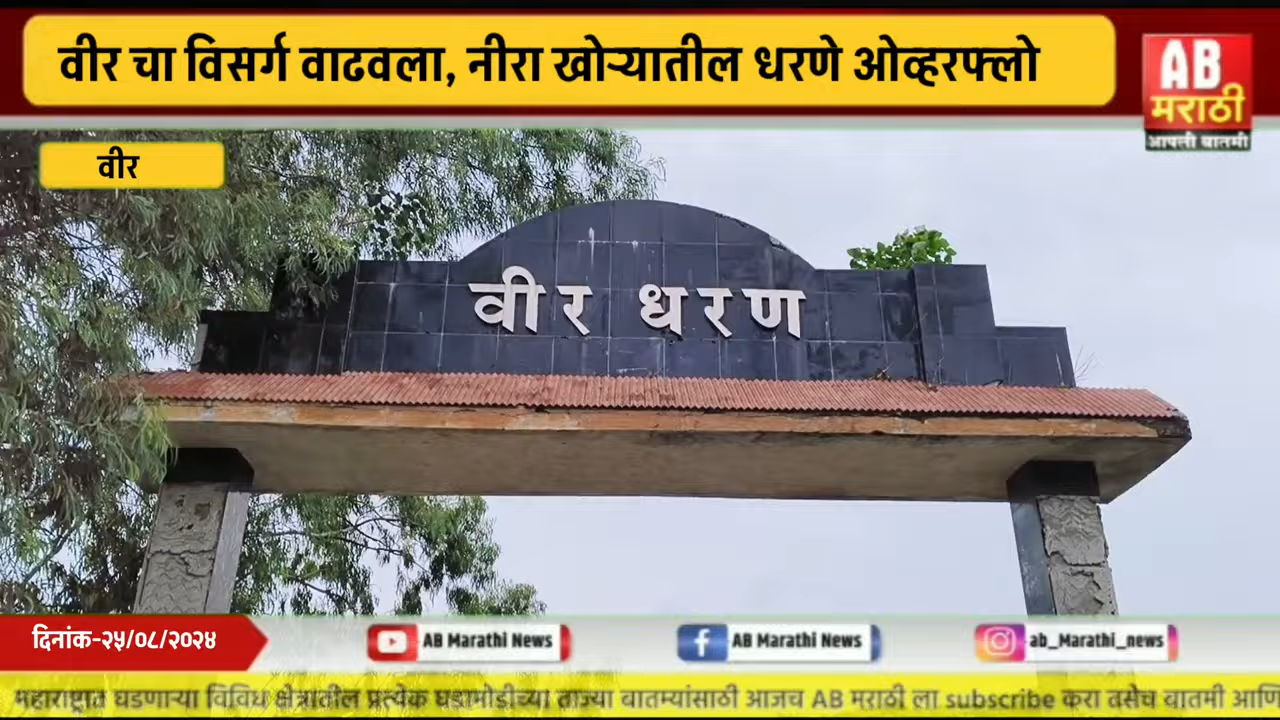 वीर चा विसर्ग वाढवला, नीरा खोऱ्यातील धरणे ओव्हरफ्लो
AB
मराठी
आपली बातमी
वीर
वीर धरण
दिनांक-२५/०८/२०२४
AB Marathi News
AB Marathi News
ab_Marathi_news
महाराष्ट्रात घडणाऱ्या विविध क्षेत्रातील प्रत्येक घडामोडीच्या ताज्या बातम्यांसाठी आजच AB मराठी ला subscribe करा तसेच बातमी आणि